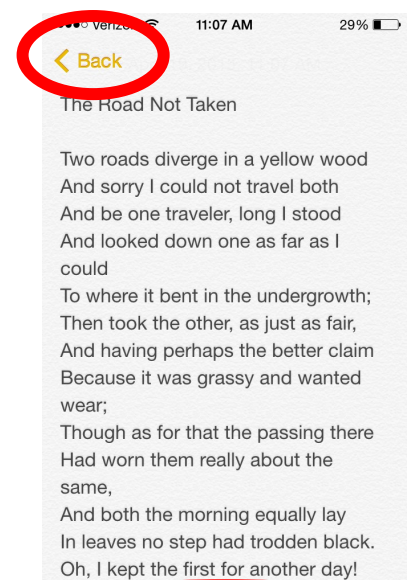 11:07 AM 29%
Back
The Road Not Taken
Two roads diverge in a yellow wood
And sorry I could not travel both
And be one traveler, long I stood
And looked down one as far as I
could
To where it bent in the undergrowth;
Then took the other, as just as fair,
And having perhaps the better claim
Because it was grassy and wanted
wear;
Though as for that the passing there
Had worn them really about the
same,
And both the morning equally lay
In leaves no step had trodden black.
Oh, I kept the first for another day!